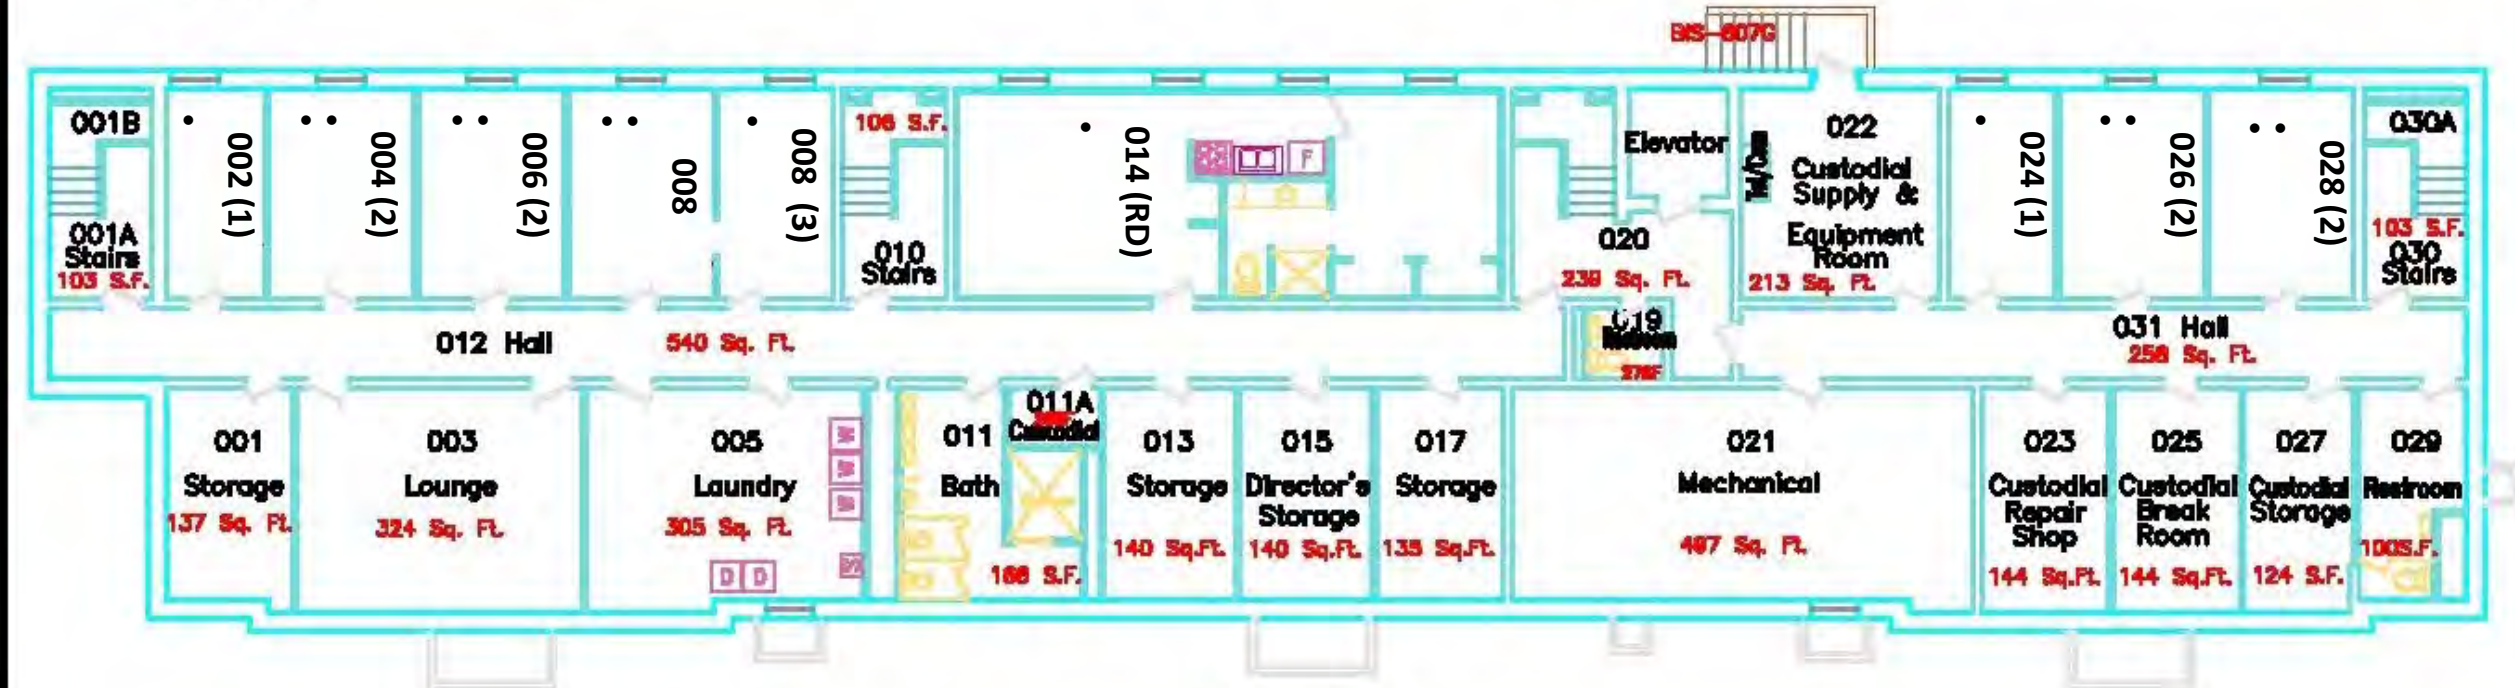 BIS-607G
001B
001A
Stairs
103 S.F.
002 (1)
004 (2)
006 (2)
008
008 (3)
106 S.F.
010
Stairs
014 (RD)
F
020
239 Sq. Ft.
Elevator
022
Custodial
Supply &
Equipment
Room
213 Sq. Ft.
024 (1)
026 (2)
028 (2)
030A
103 S.F.
030
Stairs
012 Hall
540 Sq. Ft.
019
031 Hall
256 Sq. Ft.
001
Storage
137 Sq. Ft.
003
Lounge
324 Sq. Ft.
005
Laundry
305 Sq. Ft.
W
W
W
S
D D
011
Bath
166 S.F.
011A
Custodial
013
Storage
140 Sq.Ft.
015
Director's
Storage
140 Sq.Ft.
017
Storage
135 Sq.Ft.
021
Mechanical
497 Sq. Ft.
023
Custodial
Repair
Shop
144 Sq.Ft.
025
Custodial
Break
Room
144 Sq.Ft.
027
Custodial
Storage
124 S.F.
029
Restroom
100S.F.